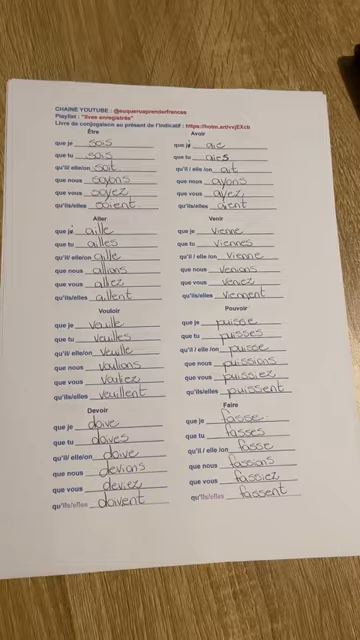 CHAINE YOUTUBE : @euqueroaprenderfrances
Playlist : "lives enregistrés"
Livre de conjugaison au présent de l'indicatif :
Être
que je sois
que tu sois
qu'il/ elle/on soit
que nous soyons
que vous soyez
qu'ils/elles soient
Avoir
que j' aie
que tu aies
qu'il / elle /on ait
que nous ayons
que vous ayez
qu'ils/elles aient
Aller
que j' aille
que tu ailles
qu'il/ elle/on aille
que nous allions
que vous alliez
qu'ils/elles aillent
Venir
que je vienne
que tu viennes
qu'il / elle /on vienne
que nous venions
que vous veniez
qu'ils/elles viennent
Vouloir
que je veuille
que tu veuilles
qu'il/ elle/on veuille
que nous voulions
que vous vouliez
qu'ils/elles veuillent
Pouvoir
que je puisse
que tu puisses
qu'il / elle /on puisse
que nous puissions
que vous puissiez
qu'ils/elles puissent
Devoir
que je doive
que tu doives
qu'il/ elle/on doive
que nous devions
que vous deviez
qu'ils/elles doivent
Faire
que je fasse
que tu fasses
qu'il / elle /on fasse
que nous fassions
que vous fassiez
qu'ils/elles fassent